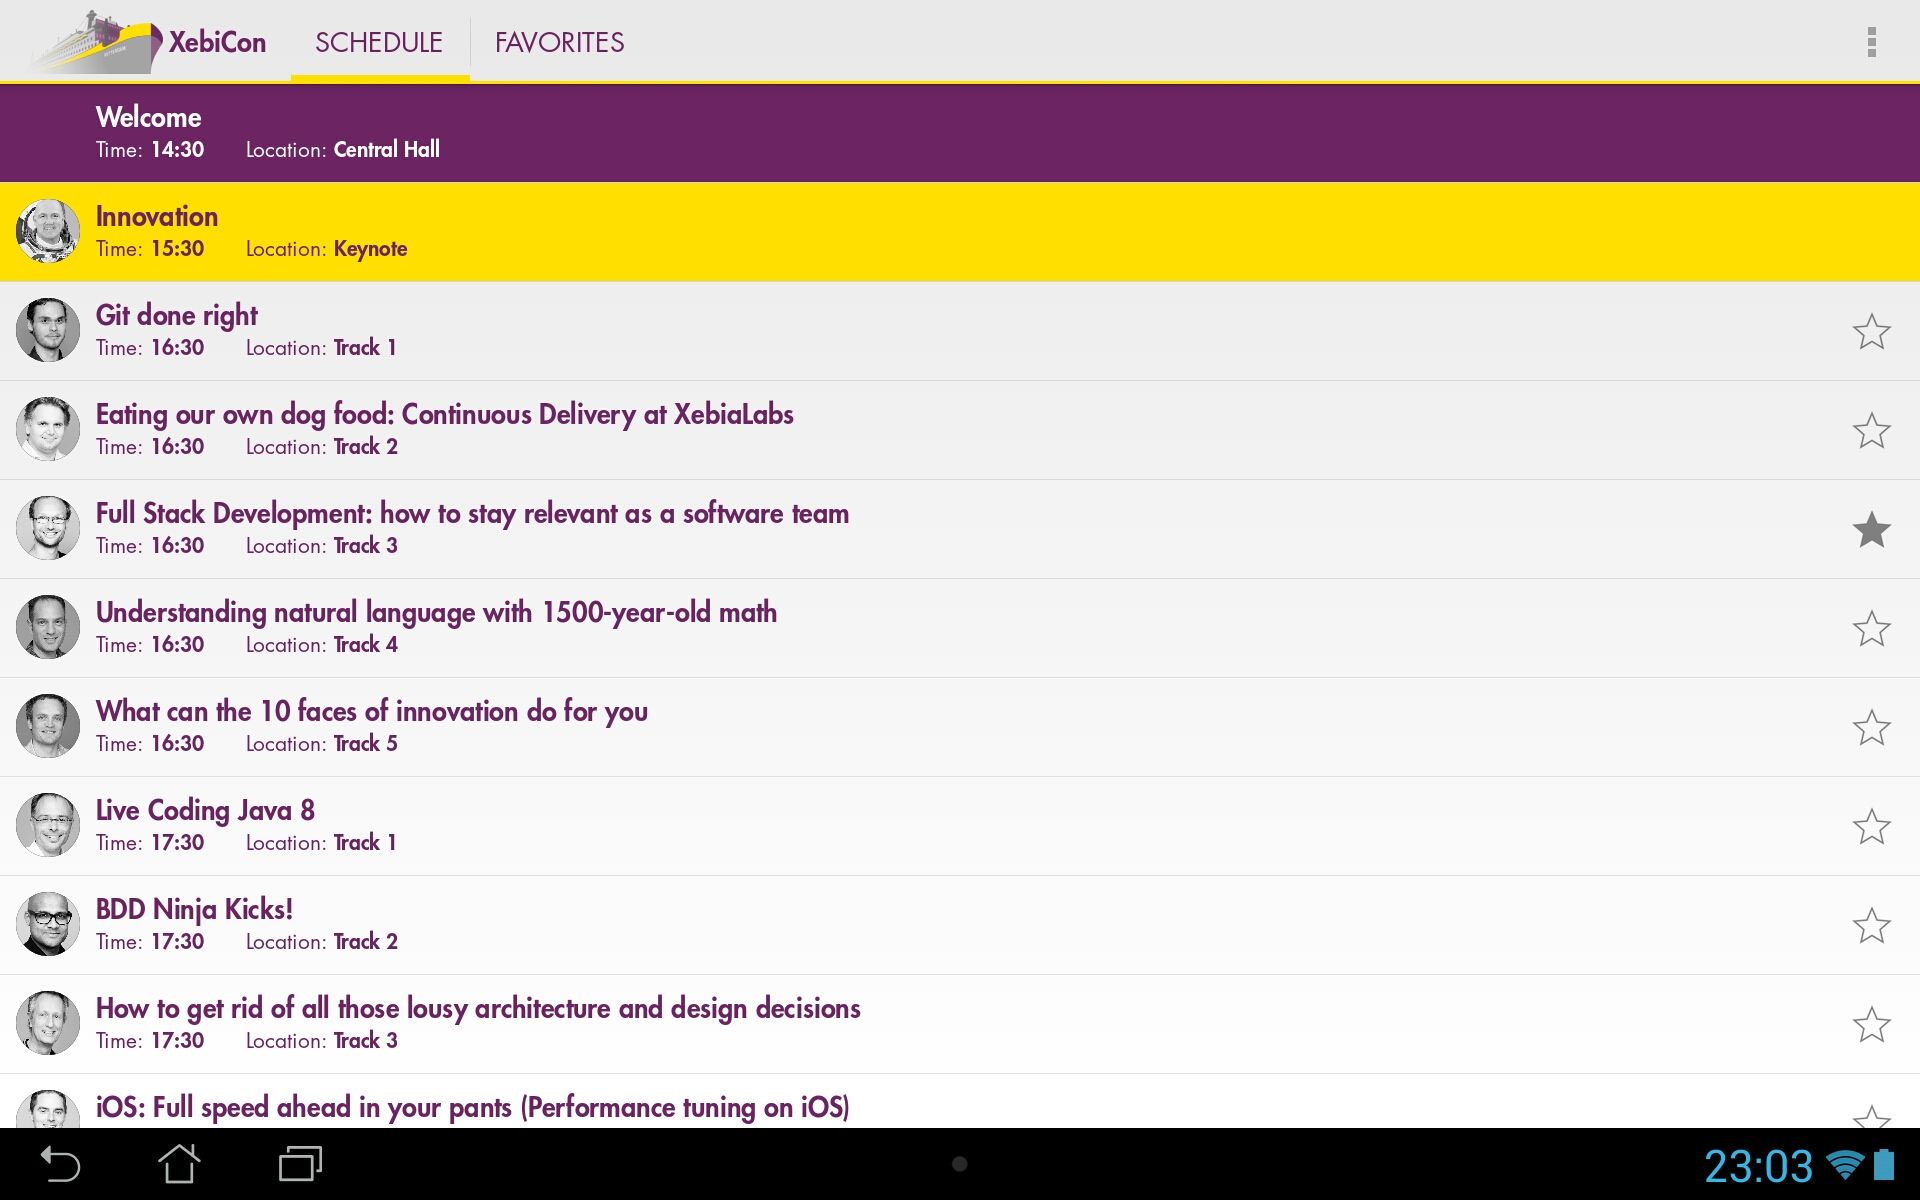 XebiCon SCHEDULE FAVORITES
Welcome
Time: 14:30 Location: Central Hall
Innovation
Time: 15:30 Location: Keynote
Git done right
Time: 16:30 Location: Track 1
Eating our own dog food: Continuous Delivery at XebiaLabs
Time: 16:30 Location: Track 2
Full Stack Development: how to stay relevant as a software team
Time: 16:30 Location: Track 3
Understanding natural language with 1500-year-old math
Time: 16:30 Location: Track 4
What can the 10 faces of innovation do for you
Time: 16:30 Location: Track 5
Live Coding Java 8
Time: 17:30 Location: Track 1
BDD Ninja Kicks!
Time: 17:30 Location: Track 2
How to get rid of all those lousy architecture and design decisions
Time: 17:30 Location: Track 3
iOS: Full speed ahead in your pants (Performance tuning on iOS)
23:03